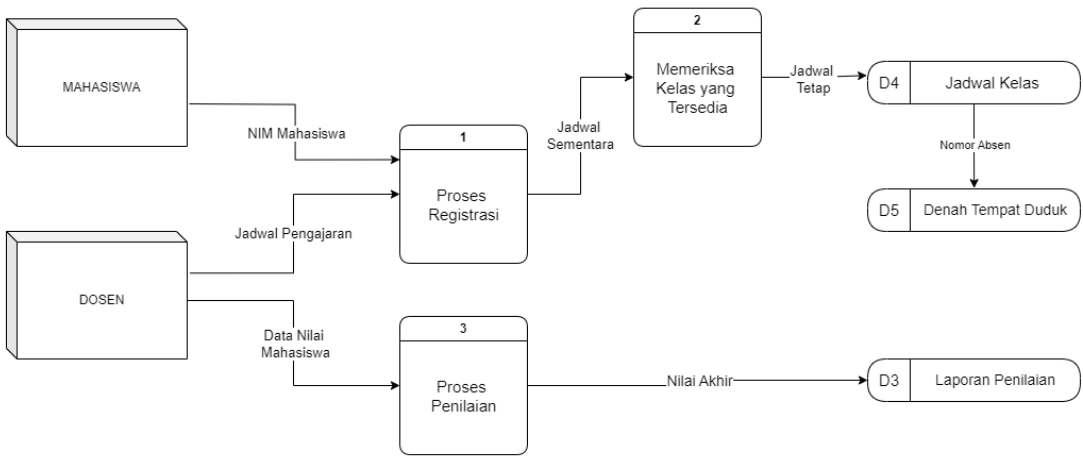 MAHASISWA
NIM Mahasiswa
DOSEN
Jadwal Pengajaran
Data Nilai
Mahasiswa
1
Proses
Registrasi
Jadwal
Sementara
2
Memeriksa
Kelas yang
Tersedia
Jadwal
Tetap
D4
Jadwal Kelas
Nomor Absen
D5
Denah Tempat Duduk
3
Proses
Penilaian
Nilai Akhir
D3
Laporan Penilaian